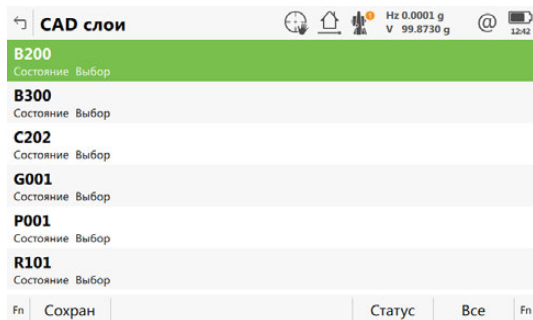 CAD слои
Hz 0.0001 g
V 99.8730 g
@
12:42
B200
Состояние Выбор
B300
Состояние Выбор
C202
Состояние Выбор
G001
Состояние Выбор
P001
Состояние Выбор
R101
Состояние Выбор
Fn Сохран Статус Все Fn